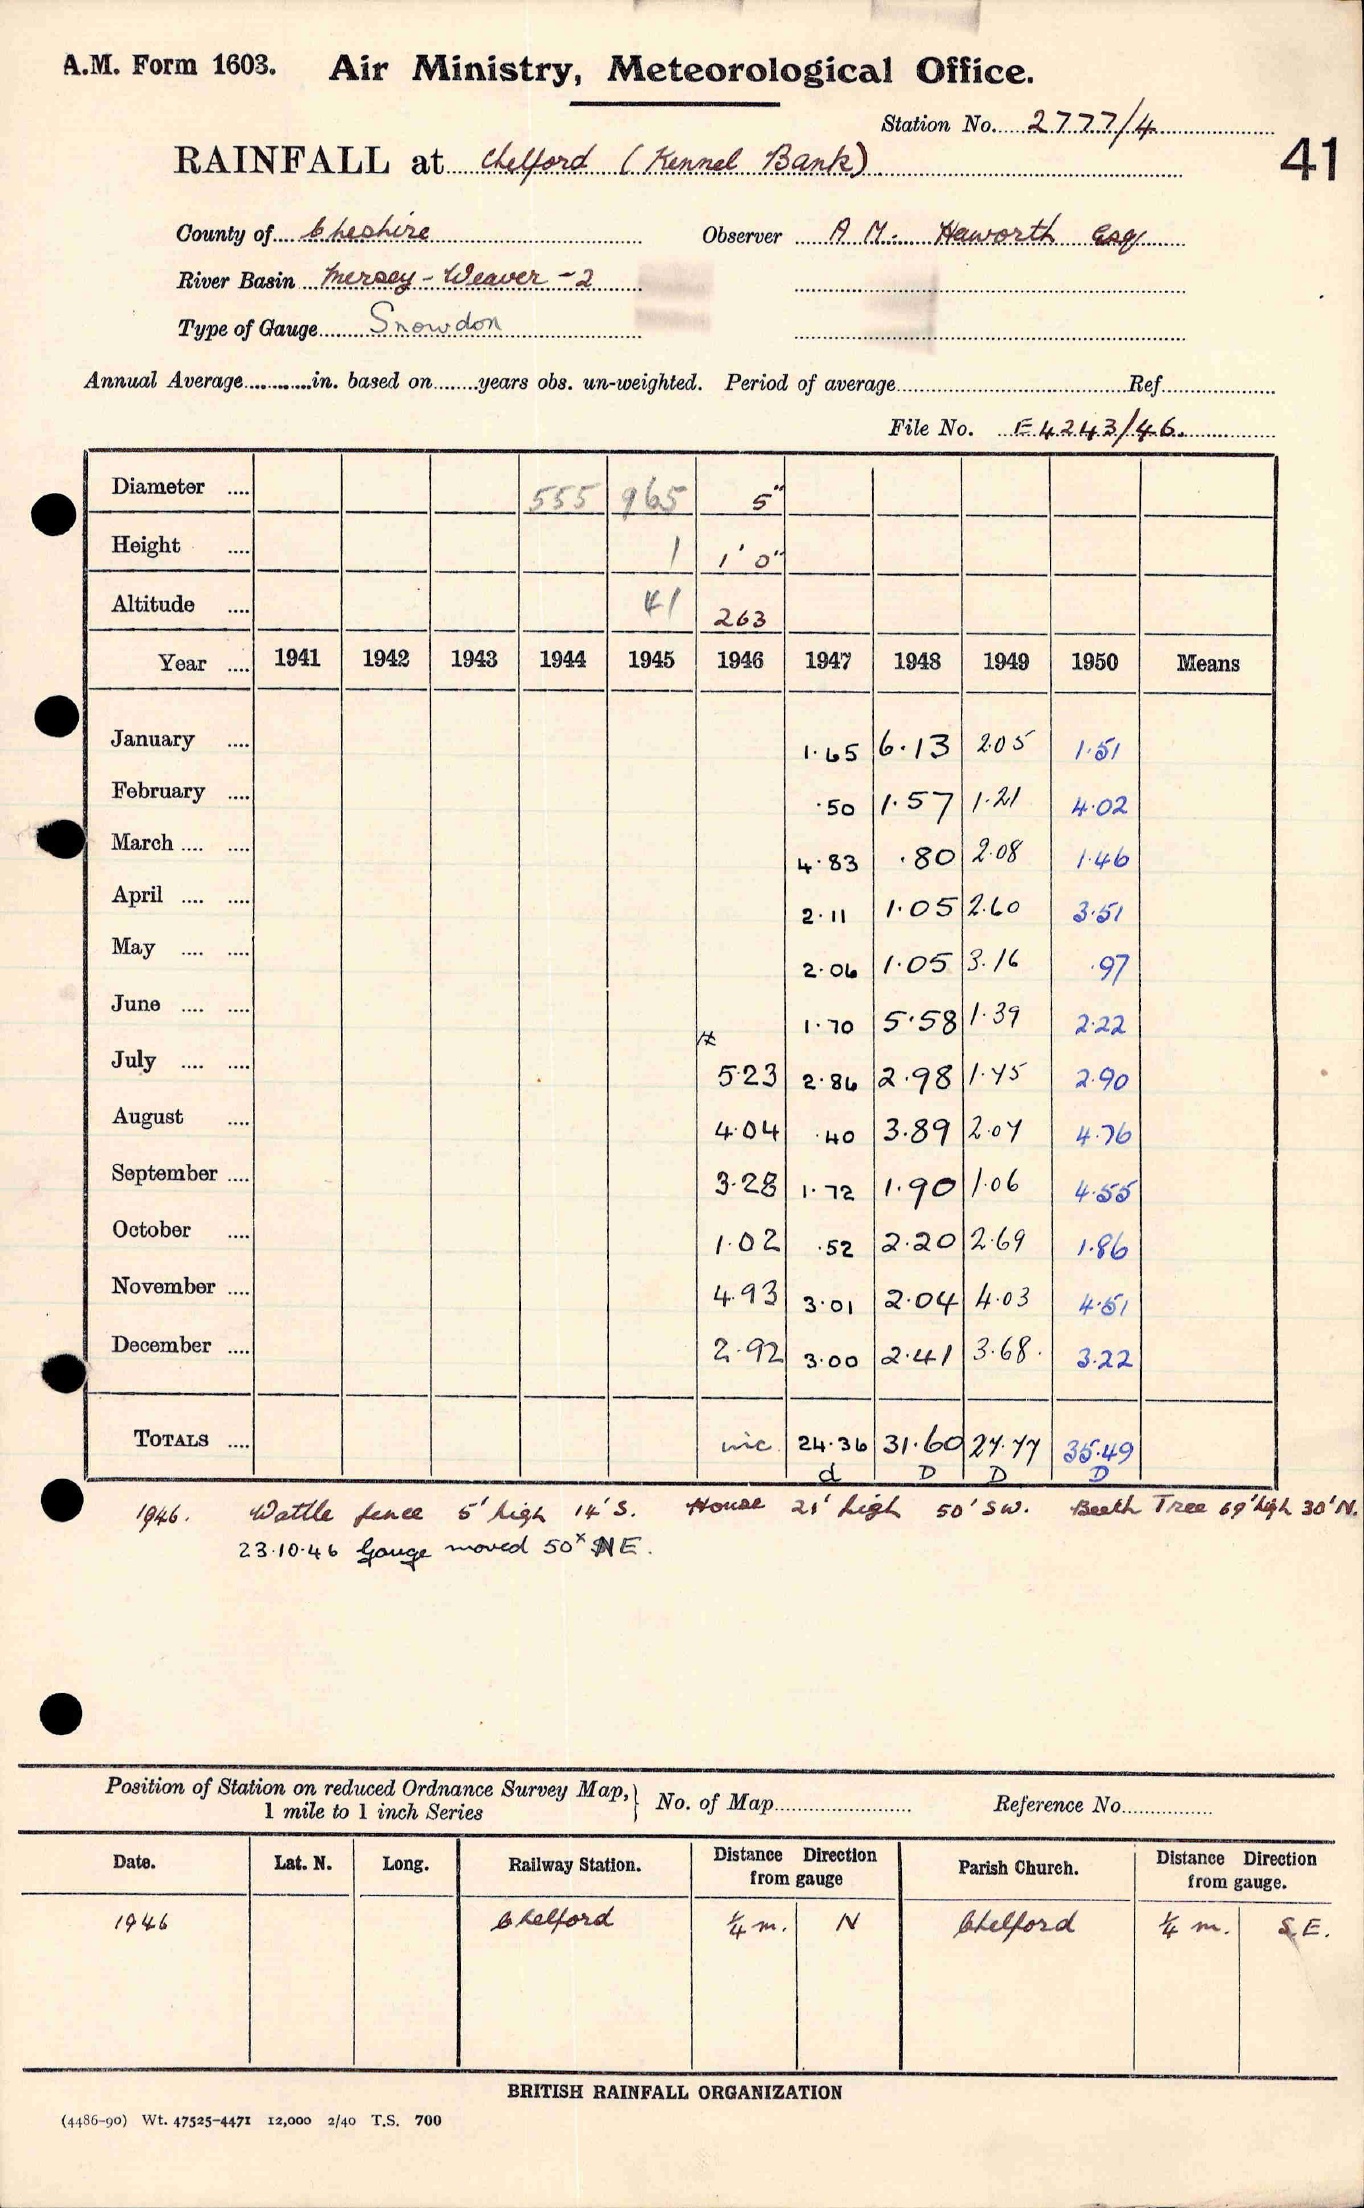 A.M. Form 1603. Air Ministry, Meteorological Office.
Station No. 2777/4
RAINFALL at Chelford (Kennel Bank)
41
County of Cheshire Observer A M. Haworth Esq
River Basin Mersey - Weaver - 2
Type of Gauge Snowdon
Annual Average............in. based on........years obs. un-weighted. Period of average........ Ref........
File No. E4243/46.
Diameter .... 555 965 5"
Height .... 1 1' 0"
Altitude .... 41 263
Year .... 1941 1942 1943 1944 1945 1946 1947 1948 1949 1950 Means
January .... 1.65 6.13 2.05 1.51
February .... .50 1.57 1.21 4.02
March .... .... 4.83 .80 2.08 1.46
April .... .... 2.11 1.05 2.60 3.51
May .... .... 2.06 1.05 3.16 .97
June .... .... 1.70 5.58 1.39 2.22
July .... .... 5.23 2.86 2.98 1.75 2.90
August .... 4.04 .40 3.89 2.07 4.76
September .... 3.28 1.72 1.90 1.06 4.55
October .... 1.02 .52 2.20 2.69 1.86
November .... 4.93 3.01 2.04 4.03 4.51
December .... 2.92 3.00 2.41 3.68. 3.22
TOTALS .... inc. 24.36 31.60 27.77 35.49
d D D D
1946. Wattle fence 5' high 14' S. House 21' high 50' SW. Beech Tree 69' high 30' N.
23.10.46 Gauge moved 50ˣ NE.
Position of Station on reduced Ordnance Survey Map, } No. of Map........ Reference No........
1 mile to 1 inch Series
Date. Lat. N. Long. Railway Station. Distance Direction from gauge Parish Church. Distance Direction from gauge.
1946 Chelford ¼ m. N Chelford ¼ m. S.E.
BRITISH RAINFALL ORGANIZATION
(4486-90) Wt. 47525-4471 12,000 2/40 T.S. 700